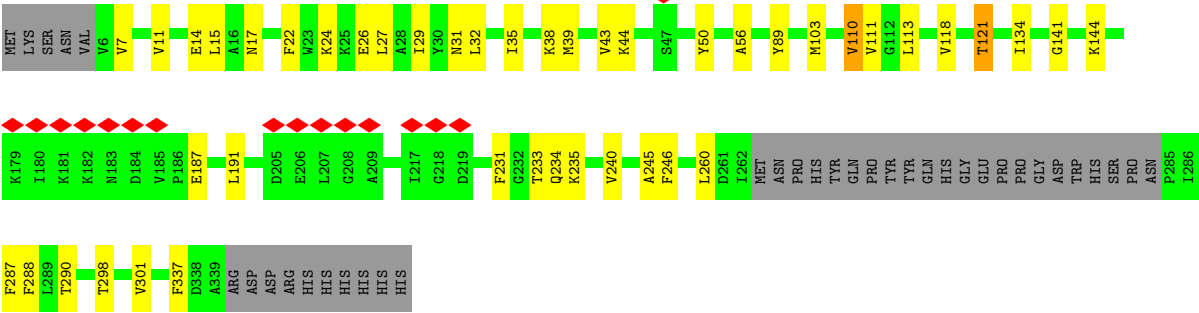 MET LYS SER ASN VAL V6 V7 V11 E14 L15 A16 N17 F22 W23 K24 K25 E26 L27 A28 I29 Y30 N31 L32 I35 K38 M39 V43 K44 S47 Y50 A56 Y89 M103 V110 V111 G112 L113 V118 T121 I134 G141 K144
K179 I180 K181 K182 N183 D184 V185 P186 E187 L191 D205 E206 L207 G208 A209 I217 G218 D219 F231 G232 T233 Q234 K235 V240 A245 F246 L260 D261 I262 MET ASN PRO HIS TYR GLN PRO TYR TYR GLN HIS GLY GLU PRO PRO GLY ASP TRP HIS SER PRO ASN P285 I286
F287 F288 L289 T290 T298 V301 F337 D338 A339 ARG ASP ASP ARG HIS HIS HIS HIS HIS HIS